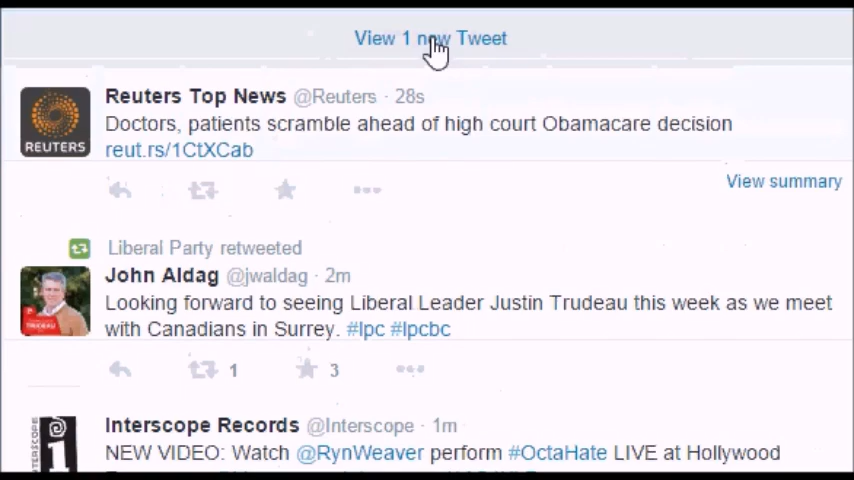 View 1 new Tweet
Reuters Top News @Reuters · 28s
Doctors, patients scramble ahead of high court Obamacare decision
reut.rs/1CtXCab
REUTERS
View summary
Liberal Party retweeted
John Aldag @jwaldag · 2m
Looking forward to seeing Liberal Leader Justin Trudeau this week as we meet
with Canadians in Surrey. #lpc #lpcbc
TRUDEAU
1 3
Interscope Records @Interscope · 1m
INTERSCOPE
NEW VIDEO: Watch @RynWeaver perform #OctaHate LIVE at Hollywood